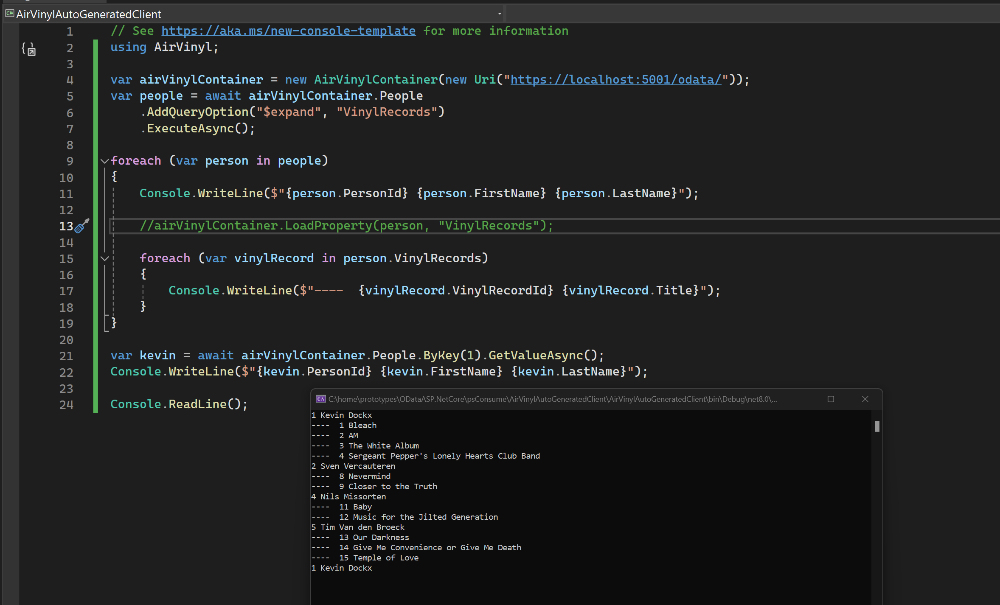 AirVinylAutoGeneratedClient
1 // See https://aka.ms/new-console-template for more information
2 using AirVinyl;
3
4 var airVinylContainer = new AirVinylContainer(new Uri("https://localhost:5001/odata/"));
5 var people = await airVinylContainer.People
6     .AddQueryOption("$expand", "VinylRecords")
7     .ExecuteAsync();
8
9 foreach (var person in people)
10 {
11     Console.WriteLine($"{person.PersonId} {person.FirstName} {person.LastName}");
12
13     //airVinylContainer.LoadProperty(person, "VinylRecords");
14
15     foreach (var vinylRecord in person.VinylRecords)
16     {
17         Console.WriteLine($"----  {vinylRecord.VinylRecordId} {vinylRecord.Title}");
18     }
19 }
20
21 var kevin = await airVinylContainer.People.ByKey(1).GetValueAsync();
22 Console.WriteLine($"{kevin.PersonId} {kevin.FirstName} {kevin.LastName}");
23
24 Console.ReadLine();
C:\home\prototypes\ODataASP.NetCore\psConsume\AirVinylAutoGeneratedClient\AirVinylAutoGeneratedClient\bin\Debug\net8.0\...
1 Kevin Dockx
----  1 Bleach
----  2 AM
----  3 The White Album
----  4 Sergeant Pepper's Lonely Hearts Club Band
2 Sven Vercauteren
----  8 Nevermind
----  9 Closer to the Truth
4 Nils Missorten
----  11 Baby
----  12 Music for the Jilted Generation
5 Tim Van den Broeck
----  13 Our Darkness
----  14 Give Me Convenience or Give Me Death
----  15 Temple of Love
1 Kevin Dockx